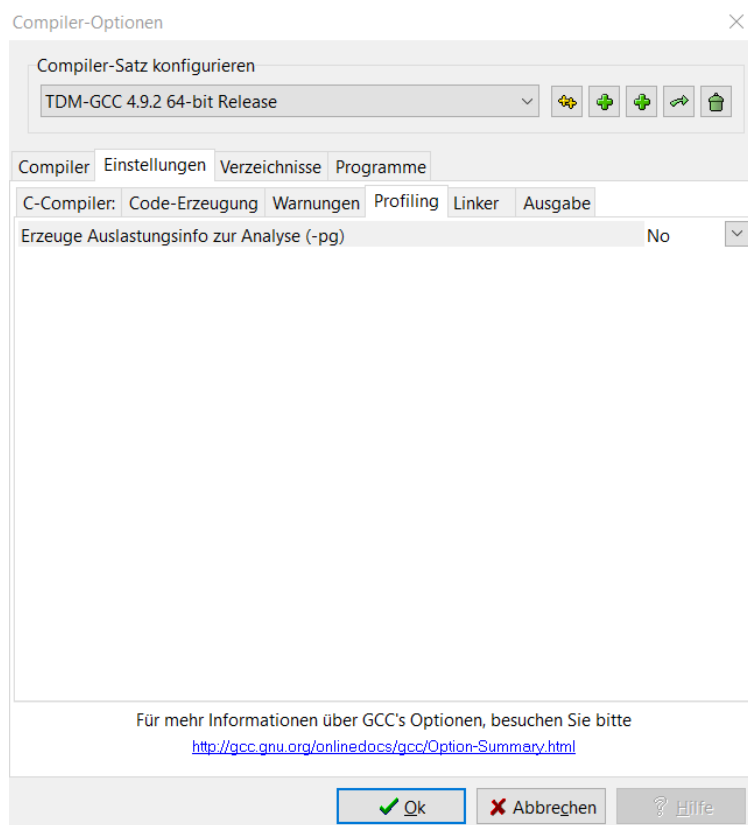 Compiler-Optionen
Compiler-Satz konfigurieren
TDM-GCC 4.9.2 64-bit Release
Compiler Einstellungen Verzeichnisse Programme
C-Compiler: Code-Erzeugung Warnungen Profiling Linker Ausgabe
Erzeuge Auslastungsinfo zur Analyse (-pg) No
Für mehr Informationen über GCC's Optionen, besuchen Sie bitte
http://gcc.gnu.org/onlinedocs/gcc/Option-Summary.html
Ok Abbrechen Hilfe